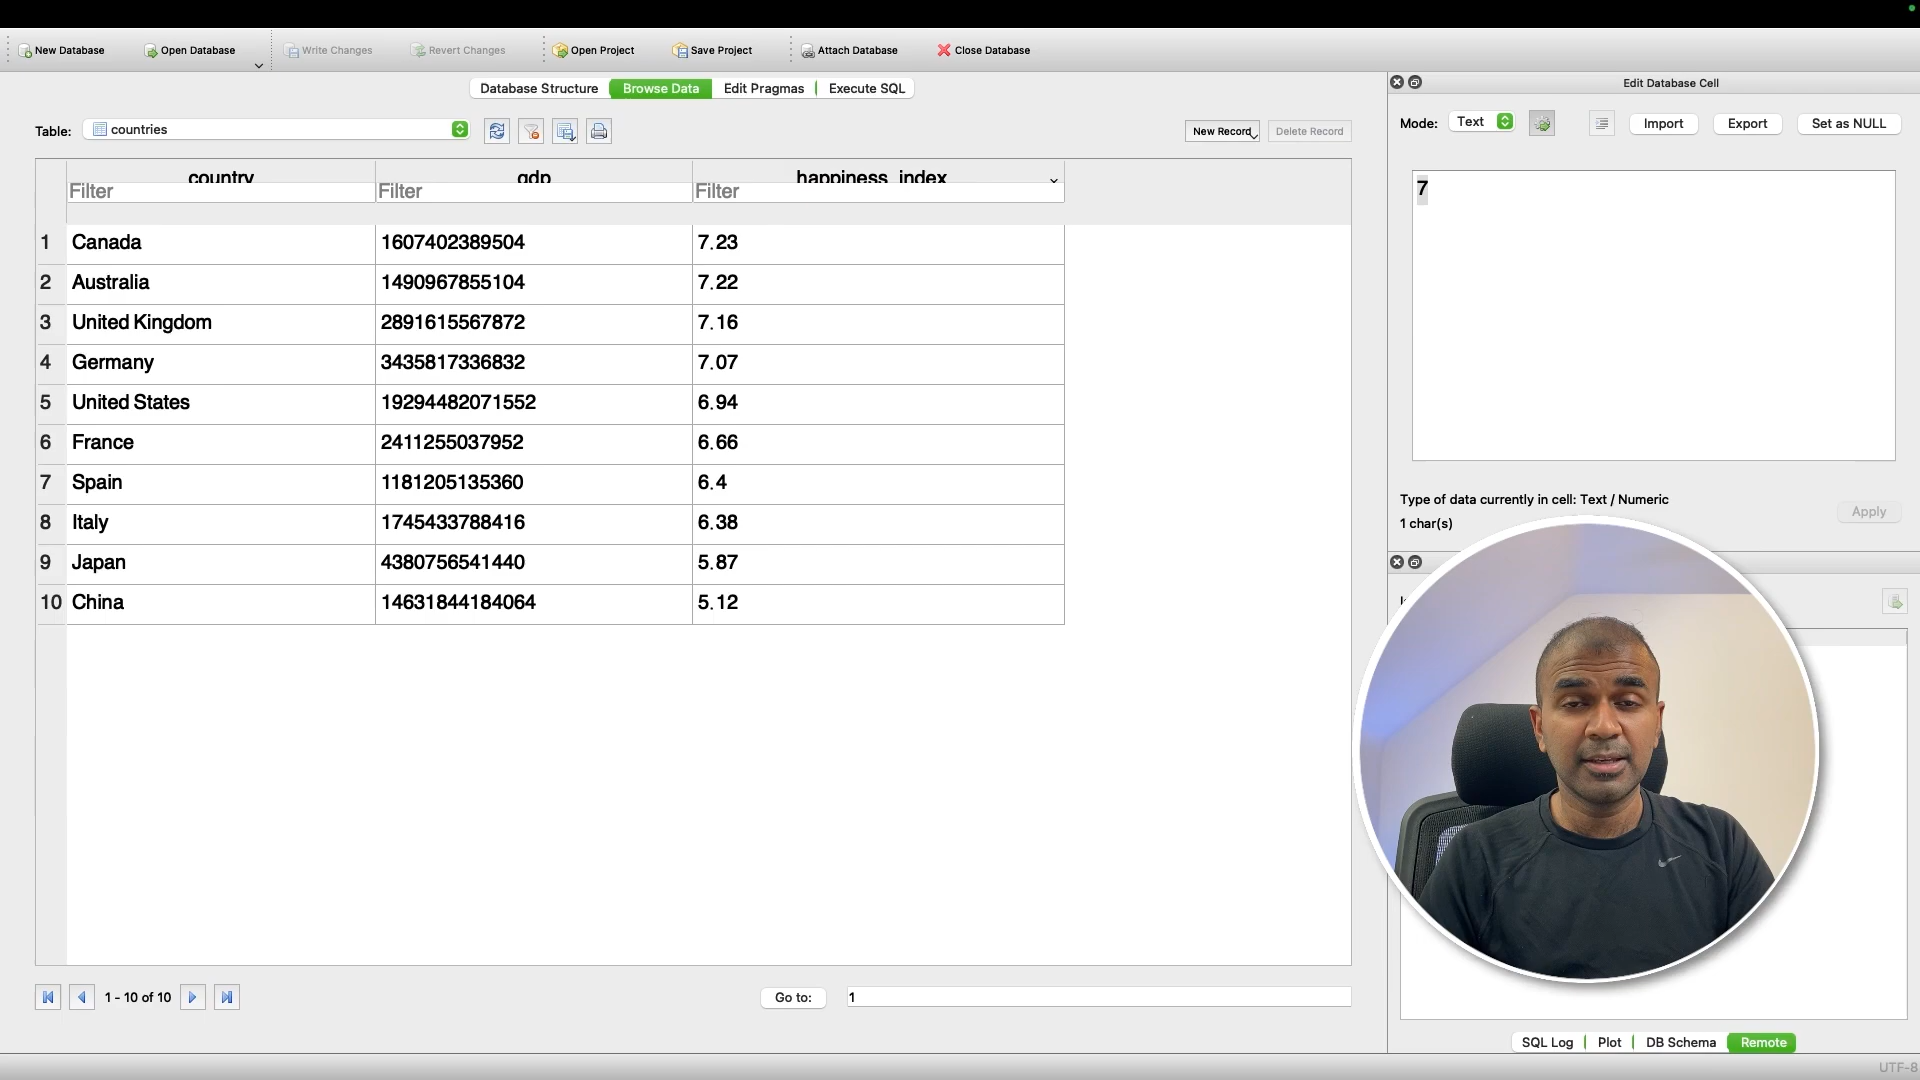 New Database Open Database Write Changes Revert Changes Open Project Save Project Attach Database Close Database
Database Structure Browse Data Edit Pragmas Execute SQL
Table: countries
New Record Delete Record
country gdp happiness_index
Filter Filter Filter
1 Canada 1607402389504 7.23
2 Australia 1490967855104 7.22
3 United Kingdom 2891615567872 7.16
4 Germany 3435817336832 7.07
5 United States 19294482071552 6.94
6 France 2411255037952 6.66
7 Spain 1181205135360 6.4
8 Italy 1745433788416 6.38
9 Japan 4380756541440 5.87
10 China 14631844184064 5.12
1 - 10 of 10
Go to: 1
Edit Database Cell
Mode: Text Import Export Set as NULL
7
Type of data currently in cell: Text / Numeric
1 char(s)
Apply
SQL Log Plot DB Schema Remote
UTF-8